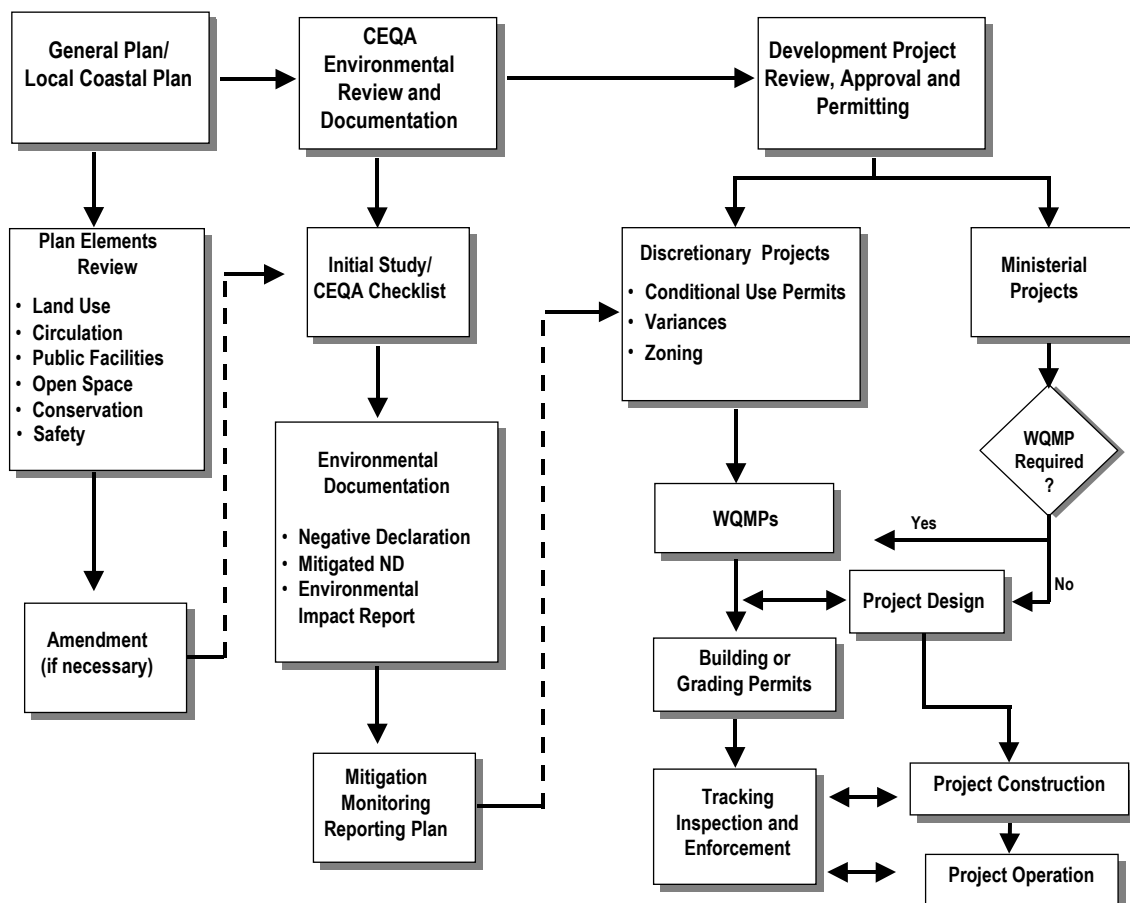 General Plan/
Local Coastal Plan
CEQA
Environmental
Review and
Documentation
Development Project
Review, Approval and
Permitting
Plan Elements
Review
• Land Use
• Circulation
• Public Facilities
• Open Space
• Conservation
• Safety
Initial Study/
CEQA Checklist
Discretionary Projects
• Conditional Use Permits
• Variances
• Zoning
Ministerial
Projects
WQMP
Required
?
Environmental
Documentation
• Negative Declaration
• Mitigated ND
• Environmental
Impact Report
WQMPs
Yes
No
Project Design
Amendment
(if necessary)
Building or
Grading Permits
Mitigation
Monitoring
Reporting Plan
Tracking
Inspection and
Enforcement
Project Construction
Project Operation